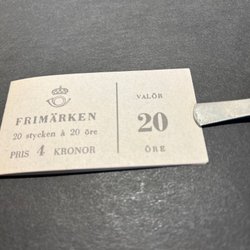 FRIMÄRKEN
20 stycken à 20 öre
PRIS 4 KRONOR
VALÖR
20
ÖRE